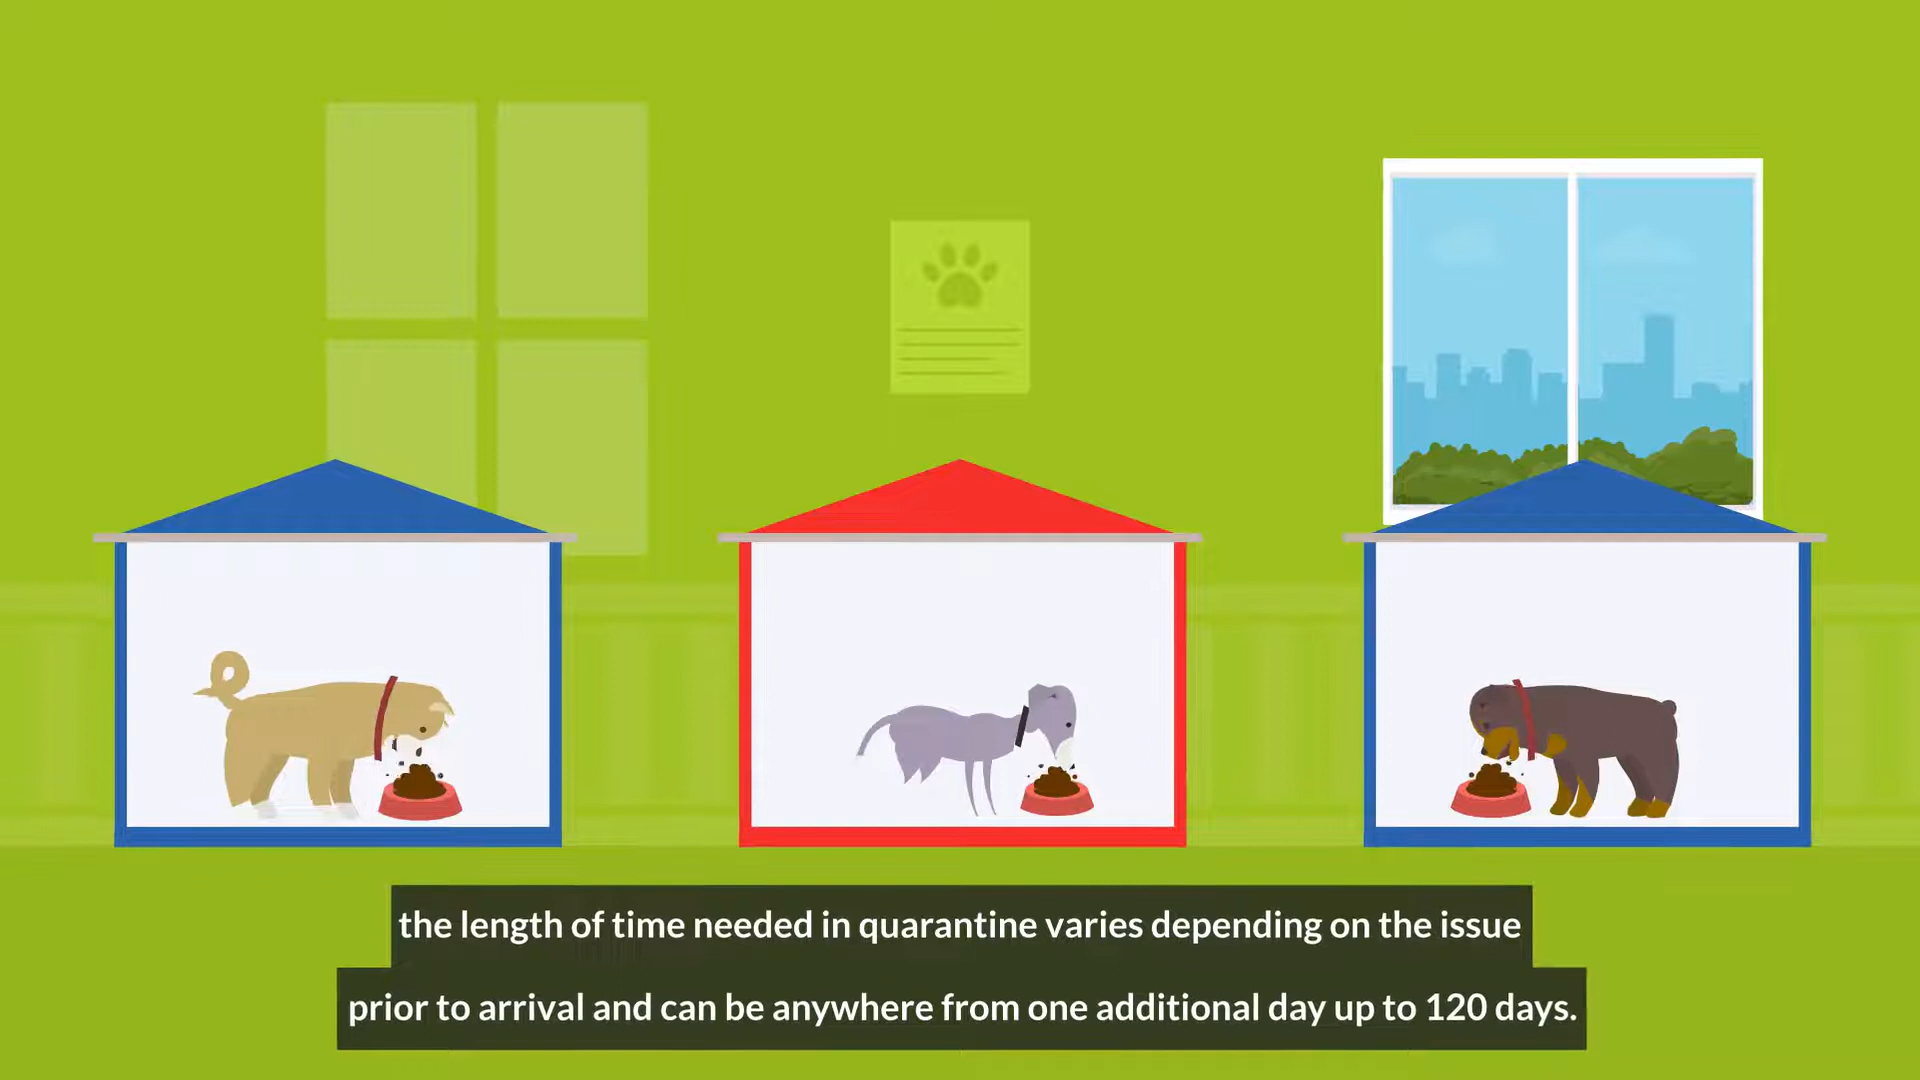 the length of time needed in quarantine varies depending on the issue
prior to arrival and can be anywhere from one additional day up to 120 days.